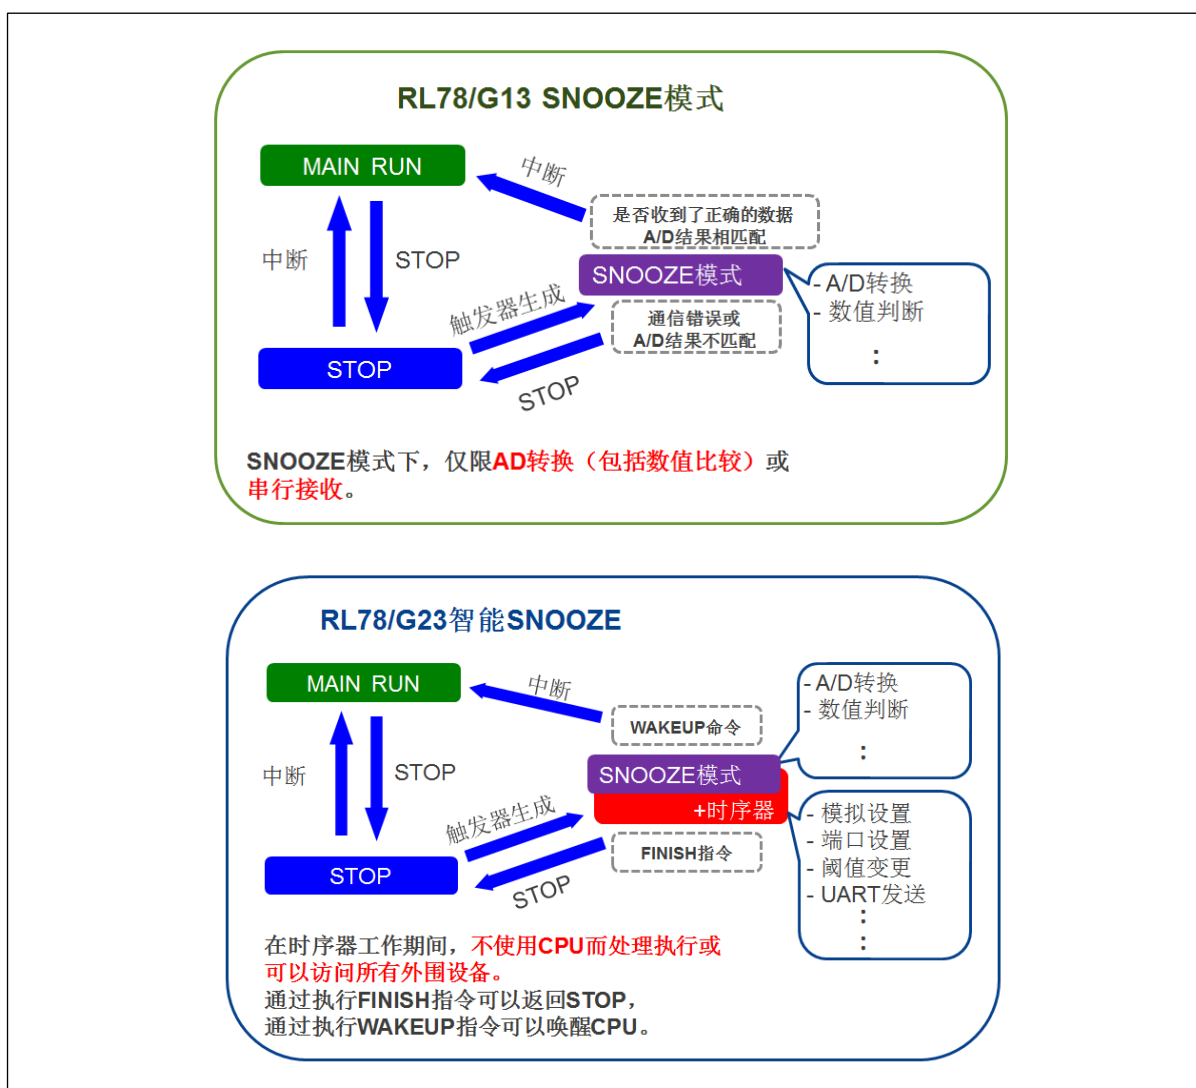 RL78/G13 SNOOZE模式
MAIN RUN
中断
是否收到了正确的数据
A/D结果相匹配
中断
STOP
SNOOZE模式
- A/D转换
- 数值判断
:
触发器生成
通信错误或
A/D结果不匹配
STOP
STOP
SNOOZE模式下，仅限AD转换（包括数值比较）或
串行接收。
RL78/G23智能SNOOZE
MAIN RUN
中断
WAKEUP命令
- A/D转换
- 数值判断
:
中断
STOP
SNOOZE模式
+时序器
触发器生成
FINISH指令
STOP
STOP
- 模拟设置
- 端口设置
- 阈值变更
- UART发送
:
:
在时序器工作期间，不使用CPU而处理执行或
可以访问所有外围设备。
通过执行FINISH指令可以返回STOP，
通过执行WAKEUP指令可以唤醒CPU。